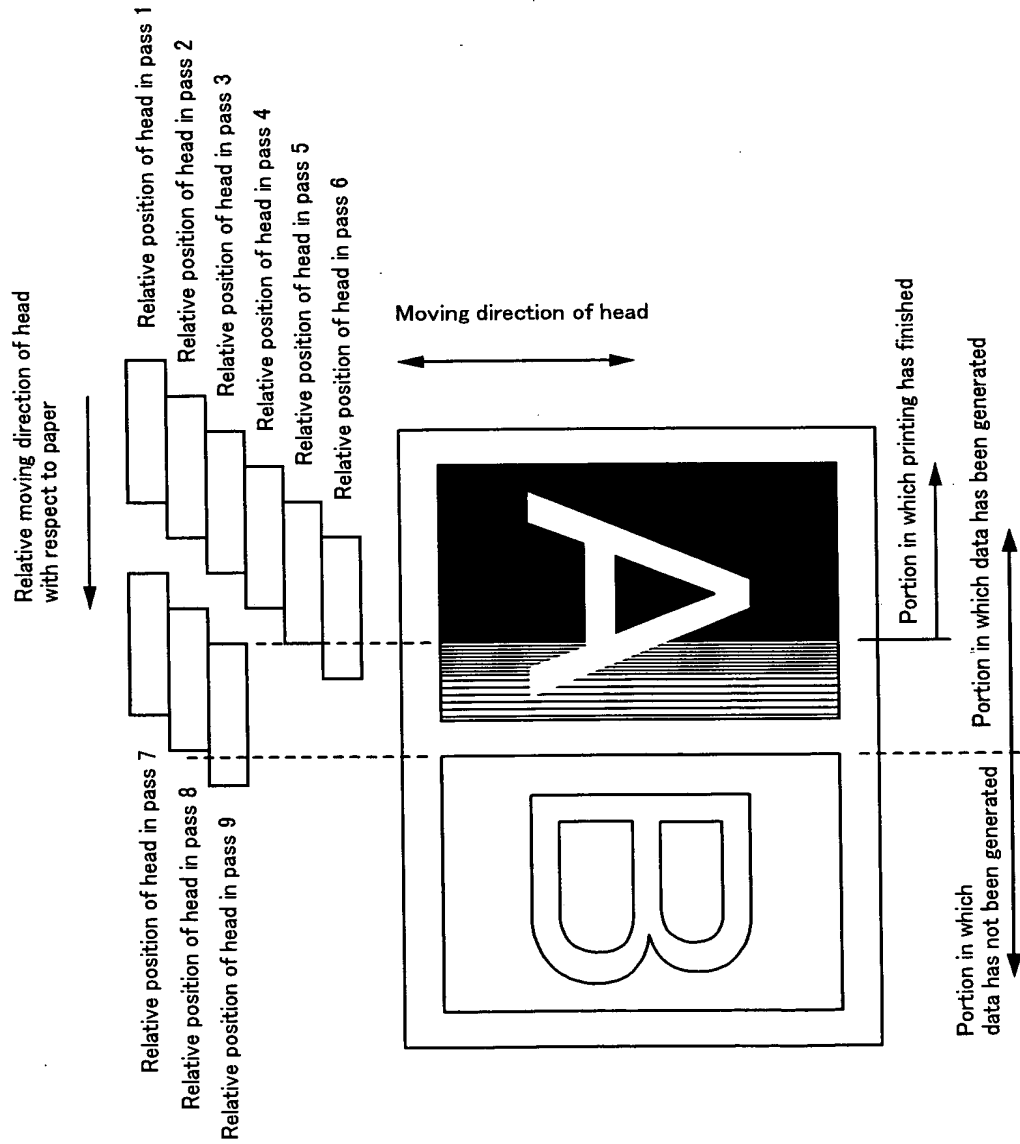 Relative moving direction of head
with respect to paper
Relative position of head in pass 1
Relative position of head in pass 2
Relative position of head in pass 3
Relative position of head in pass 4
Relative position of head in pass 5
Relative position of head in pass 6
Relative position of head in pass 7
Relative position of head in pass 8
Relative position of head in pass 9
Moving direction of head
A
B
Portion in which printing has finished
Portion in which data has been generated
Portion in which
data has not been generated